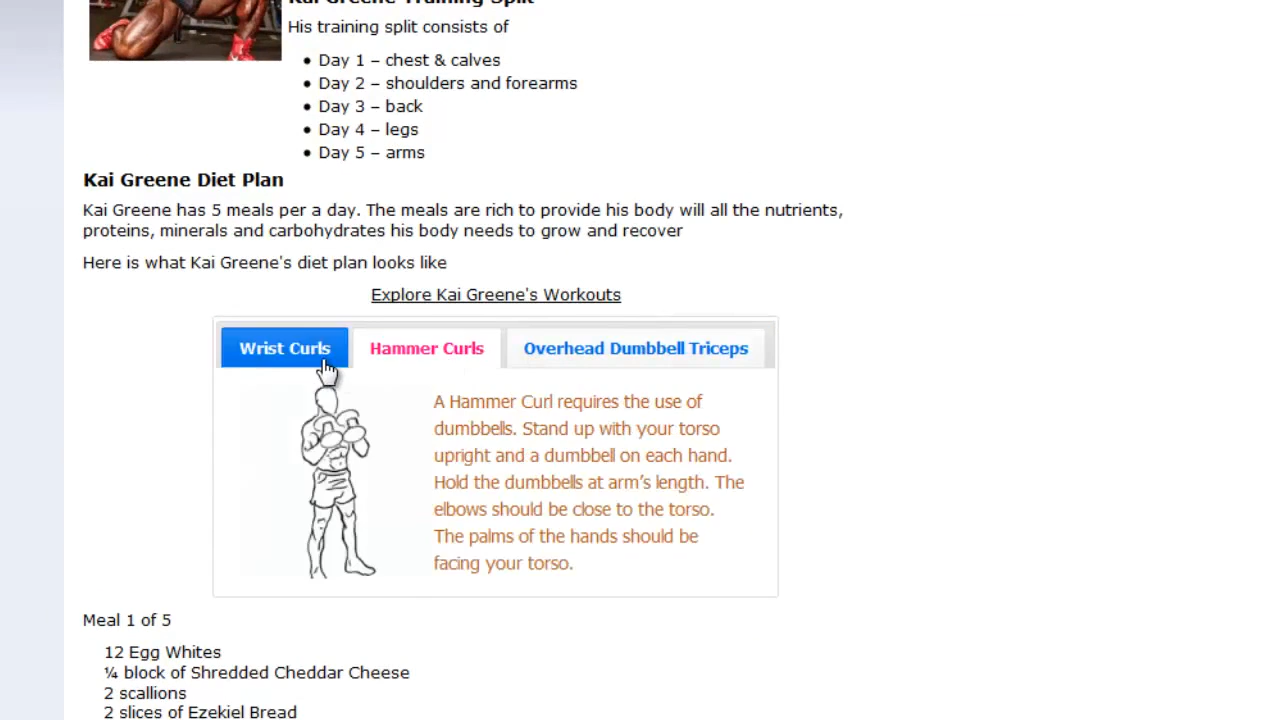 Kai Greene Training Split
His training split consists of
• Day 1 – chest & calves
• Day 2 – shoulders and forearms
• Day 3 – back
• Day 4 – legs
• Day 5 – arms
Kai Greene Diet Plan
Kai Greene has 5 meals per a day. The meals are rich to provide his body will all the nutrients,
proteins, minerals and carbohydrates his body needs to grow and recover
Here is what Kai Greene's diet plan looks like
Explore Kai Greene's Workouts
Wrist Curls Hammer Curls Overhead Dumbbell Triceps
A Hammer Curl requires the use of
dumbbells. Stand up with your torso
upright and a dumbbell on each hand.
Hold the dumbbells at arm’s length. The
elbows should be close to the torso.
The palms of the hands should be
facing your torso.
Meal 1 of 5
12 Egg Whites
¼ block of Shredded Cheddar Cheese
2 scallions
2 slices of Ezekiel Bread